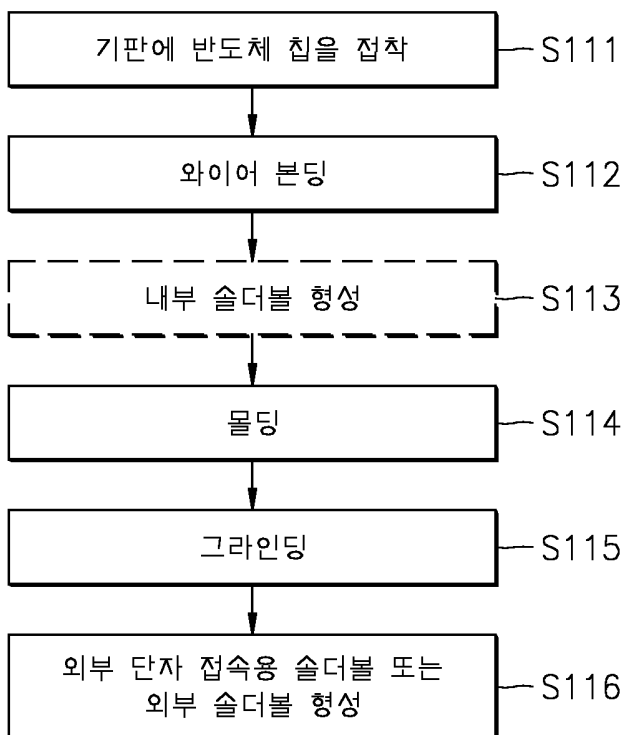 기판에 반도체 칩을 접착
S111
와이어 본딩
S112
내부 솔더볼 형성
S113
몰딩
S114
그라인딩
S115
외부 단자 접속용 솔더볼 또는
외부 솔더볼 형성
S116